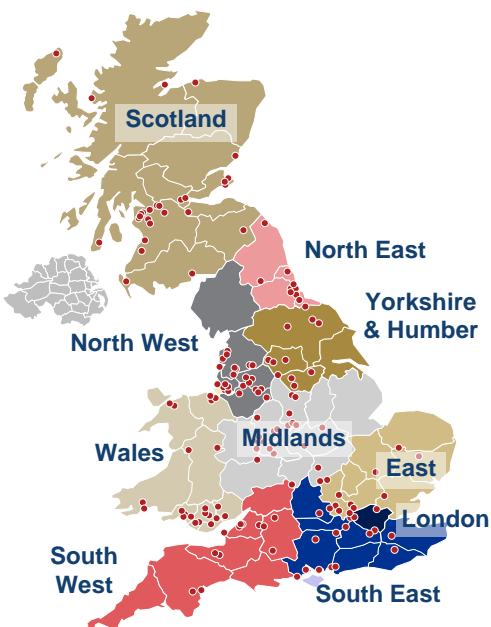 Scotland
North East
Yorkshire
& Humber
North West
Midlands
Wales
East
London
South
West
South East